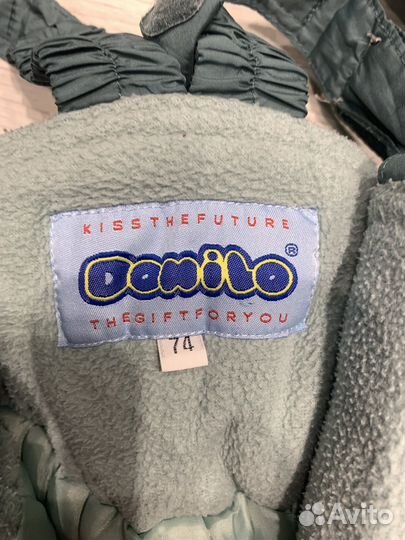 KISSTHEFUTURE
Danilo®
THEGIFTFORYOU
74
Avito